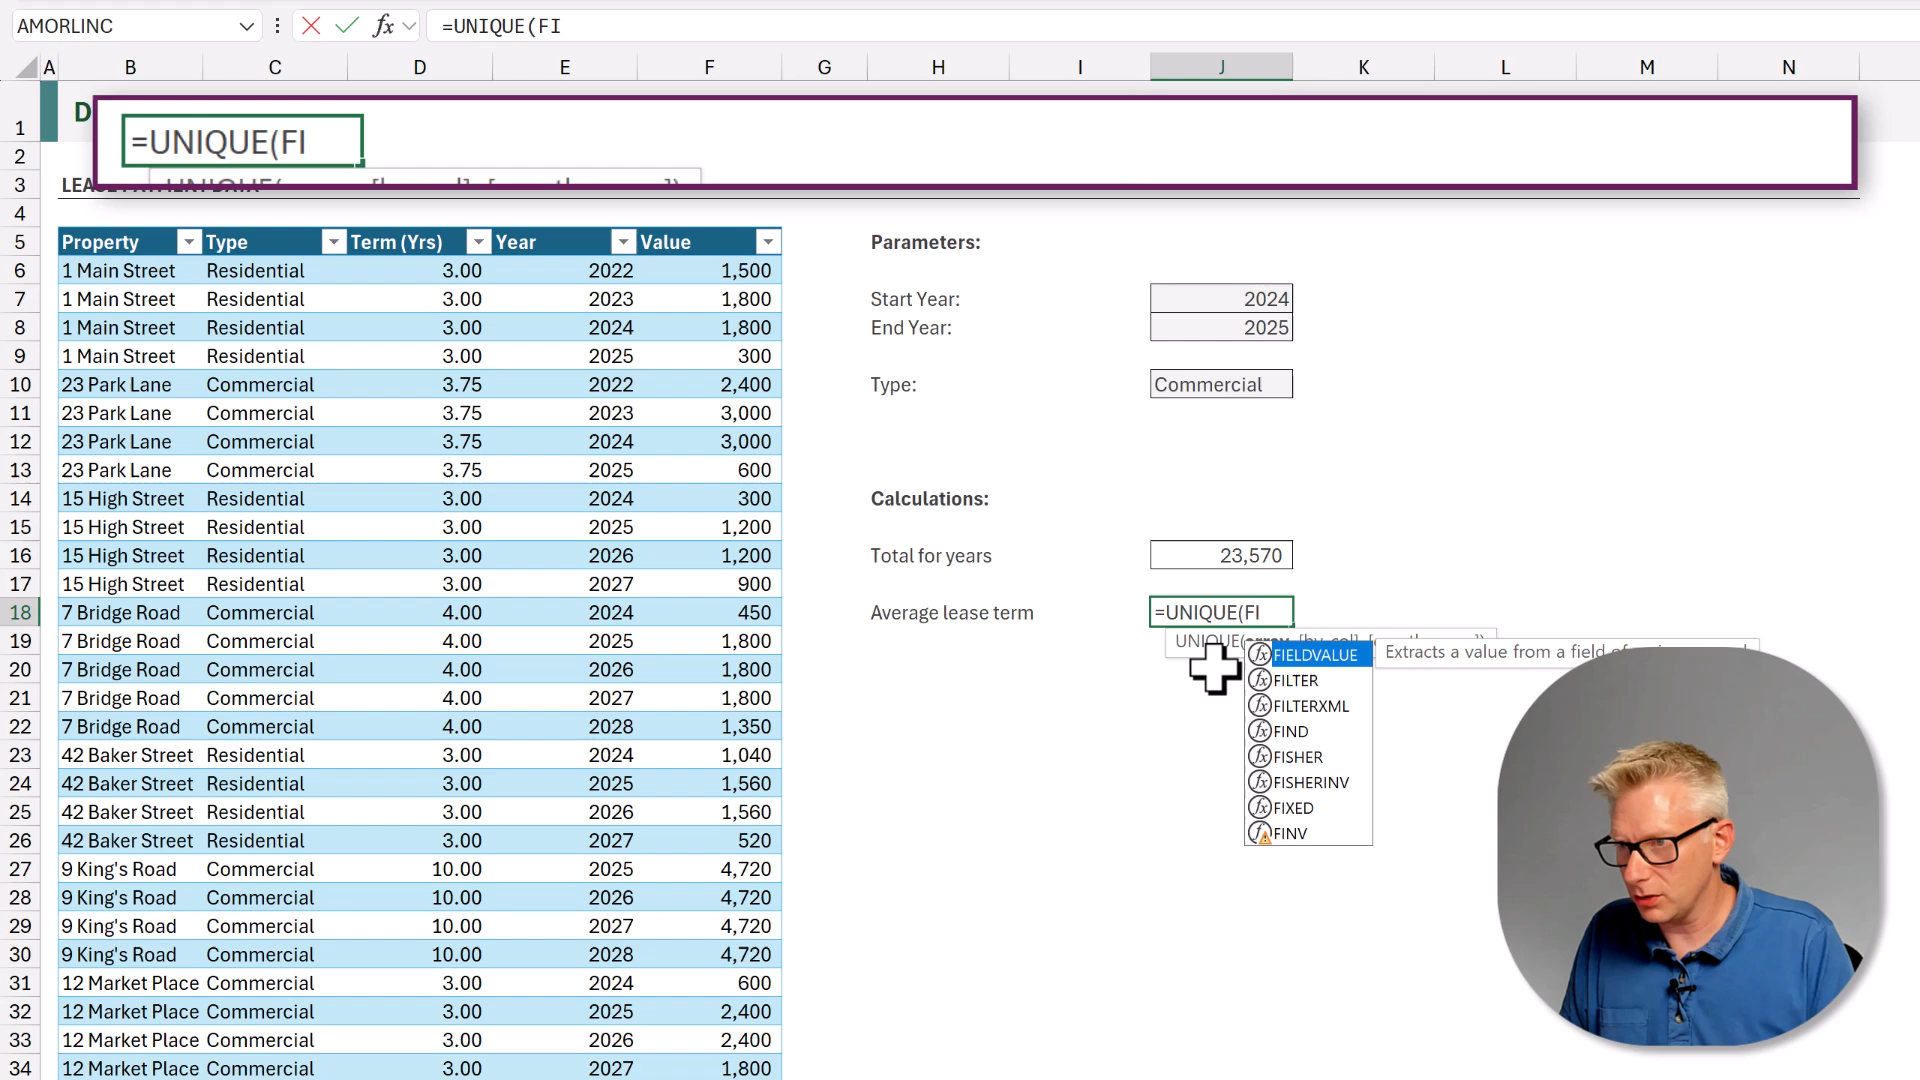 AMORLINC =UNIQUE(FI
A B C D E F G H I J K L M N
1 D
=UNIQUE(FI
2
3
4
5 Property Type Term (Yrs) Year Value Parameters:
6 1 Main Street Residential 3.00 2022 1,500
7 1 Main Street Residential 3.00 2023 1,800 Start Year: 2024
8 1 Main Street Residential 3.00 2024 1,800 End Year: 2025
9 1 Main Street Residential 3.00 2025 300
10 23 Park Lane Commercial 3.75 2022 2,400 Type: Commercial
11 23 Park Lane Commercial 3.75 2023 3,000
12 23 Park Lane Commercial 3.75 2024 3,000
13 23 Park Lane Commercial 3.75 2025 600
14 15 High Street Residential 3.00 2024 300 Calculations:
15 15 High Street Residential 3.00 2025 1,200
16 15 High Street Residential 3.00 2026 1,200 Total for years 23,570
17 15 High Street Residential 3.00 2027 900
18 7 Bridge Road Commercial 4.00 2024 450 Average lease term =UNIQUE(FI
19 7 Bridge Road Commercial 4.00 2025 1,800 UNIQUE(
FIELDVALUE Extracts a value from a field
20 7 Bridge Road Commercial 4.00 2026 1,800 FILTER
21 7 Bridge Road Commercial 4.00 2027 1,800 FILTERXML
22 7 Bridge Road Commercial 4.00 2028 1,350 FIND
23 42 Baker Street Residential 3.00 2024 1,040 FISHER
24 42 Baker Street Residential 3.00 2025 1,560 FISHERINV
25 42 Baker Street Residential 3.00 2026 1,560 FIXED
26 42 Baker Street Residential 3.00 2027 520 FINV
27 9 King's Road Commercial 10.00 2025 4,720
28 9 King's Road Commercial 10.00 2026 4,720
29 9 King's Road Commercial 10.00 2027 4,720
30 9 King's Road Commercial 10.00 2028 4,720
31 12 Market Place Commercial 3.00 2024 600
32 12 Market Place Commercial 3.00 2025 2,400
33 12 Market Place Commercial 3.00 2026 2,400
34 12 Market Place Commercial 3.00 2027 1,800